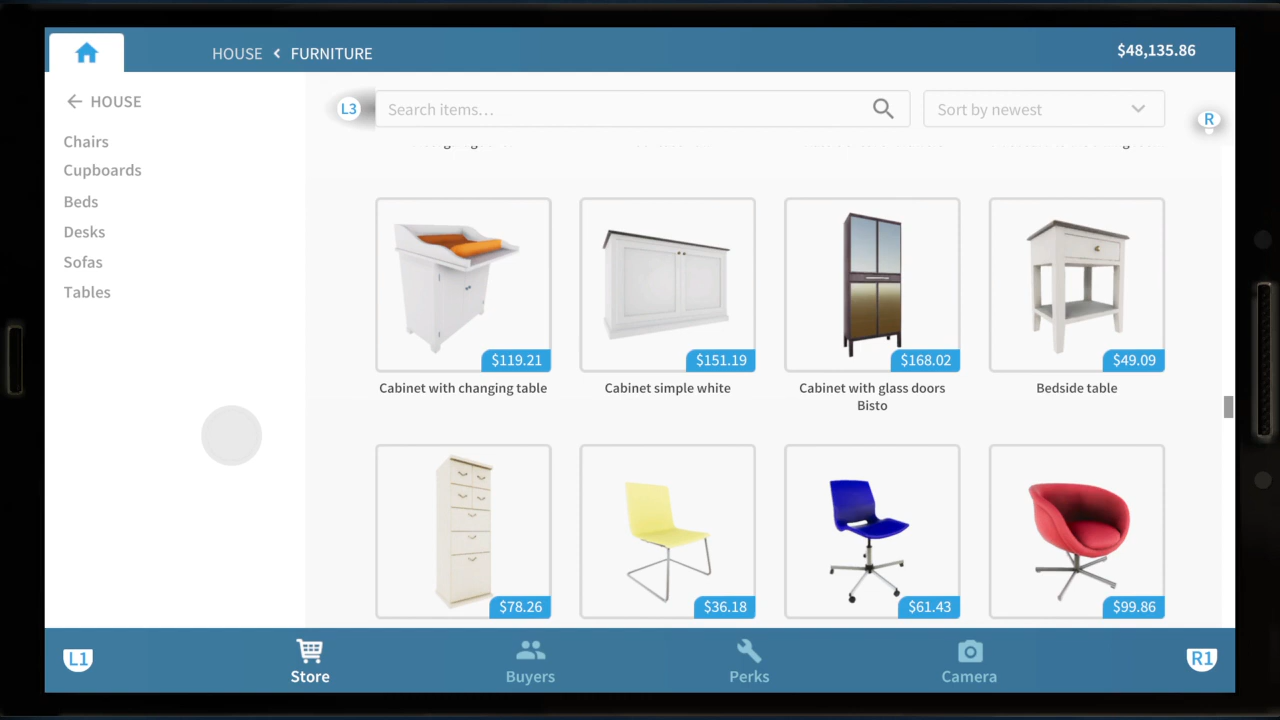 HOUSE < FURNITURE
$48,135.86
HOUSE
Chairs
Cupboards
Beds
Desks
Sofas
Tables
L3
Search items...
Sort by newest
R
$119.21
$151.19
$168.02
$49.09
Cabinet with changing table
Cabinet simple white
Cabinet with glass doors
Bisto
Bedside table
$78.26
$36.18
$61.43
$99.86
L1
Store
Buyers
Perks
Camera
R1